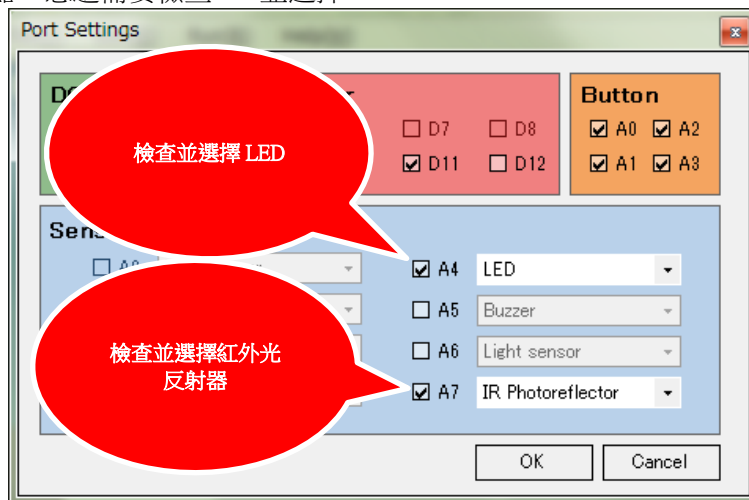 Port Settings
Button
D7
D8
A0
A2
D11
D12
A1
A3
檢查並選擇 LED
A4
LED
A5
Buzzer
A6
Light sensor
A7
IR Photoreflector
檢查並選擇紅外光
反射器
OK
Cancel